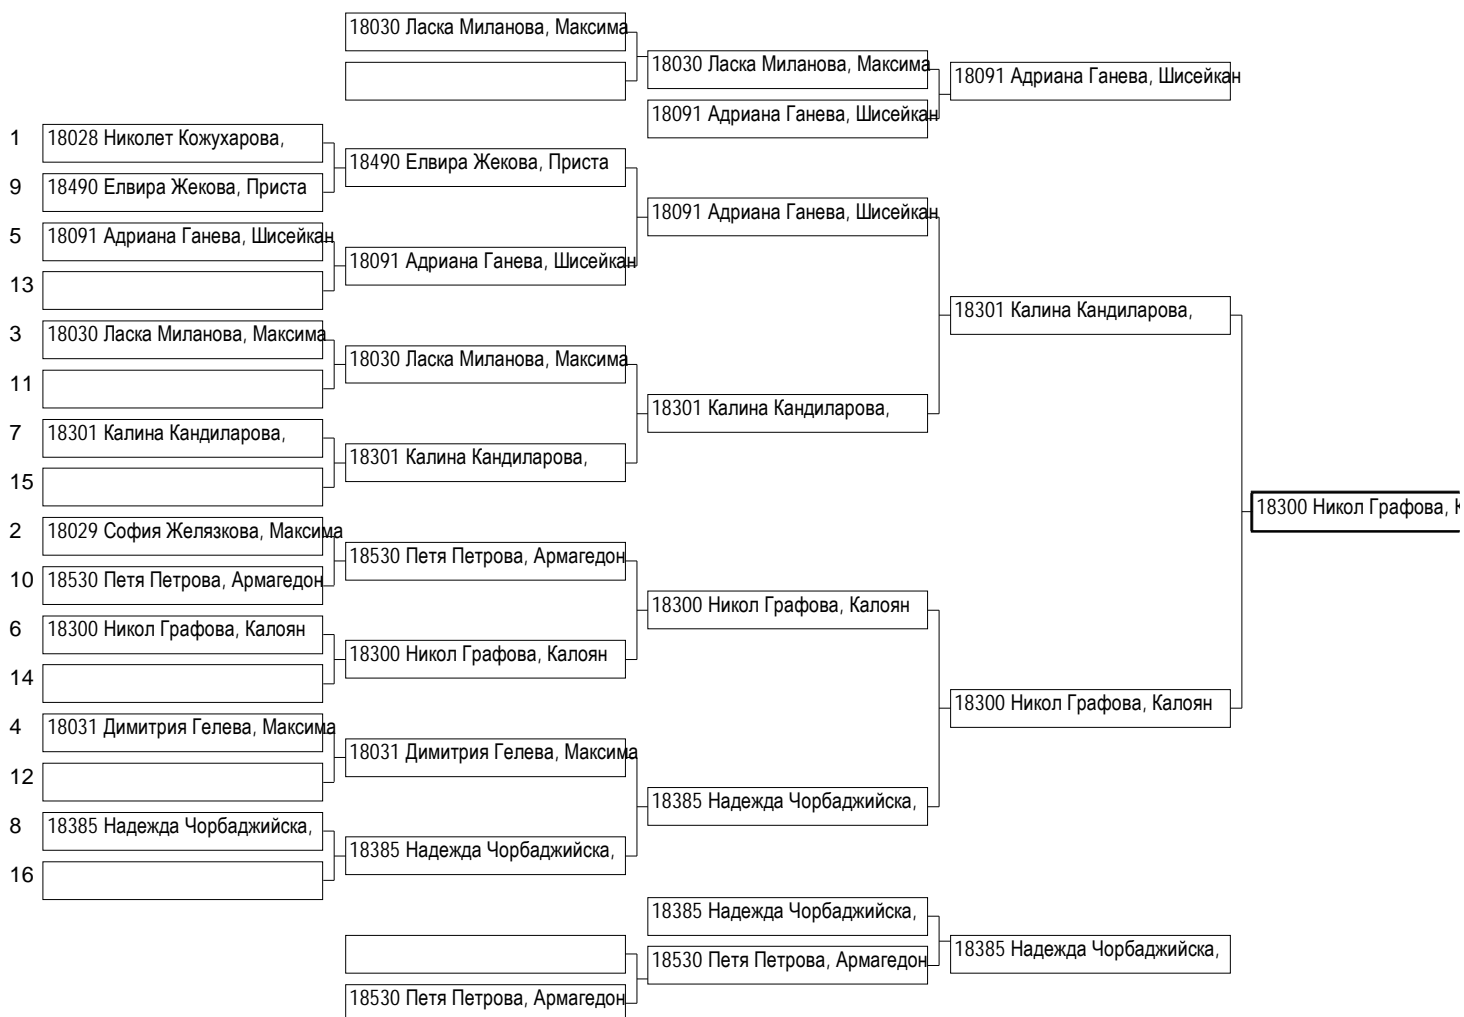 18030 Ласка Миланова, Максима
18030 Ласка Миланова, Максима
18091 Адриана Ганева, Шисейкан
18091 Адриана Ганева, Шисейкан
1 18028 Николет Кожухарова,
18490 Елвира Жекова, Приста
9 18490 Елвира Жекова, Приста
18091 Адриана Ганева, Шисейкан
5 18091 Адриана Ганева, Шисейкан
18091 Адриана Ганева, Шисейкан
13
18301 Калина Кандиларова,
3 18030 Ласка Миланова, Максима
18030 Ласка Миланова, Максима
11
18301 Калина Кандиларова,
7 18301 Калина Кандиларова,
18301 Калина Кандиларова,
15
18300 Никол Графова,
2 18029 София Желязкова, Максима
18530 Петя Петрова, Армагедон
10 18530 Петя Петрова, Армагедон
18300 Никол Графова, Калоян
6 18300 Никол Графова, Калоян
18300 Никол Графова, Калоян
14
18300 Никол Графова, Калоян
4 18031 Димитрия Гелева, Максима
18031 Димитрия Гелева, Максима
12
18385 Надежда Чорбаджийска,
8 18385 Надежда Чорбаджийска,
18385 Надежда Чорбаджийска,
16
18385 Надежда Чорбаджийска,
18385 Надежда Чорбаджийска,
18530 Петя Петрова, Армагедон
18530 Петя Петрова, Армагедон